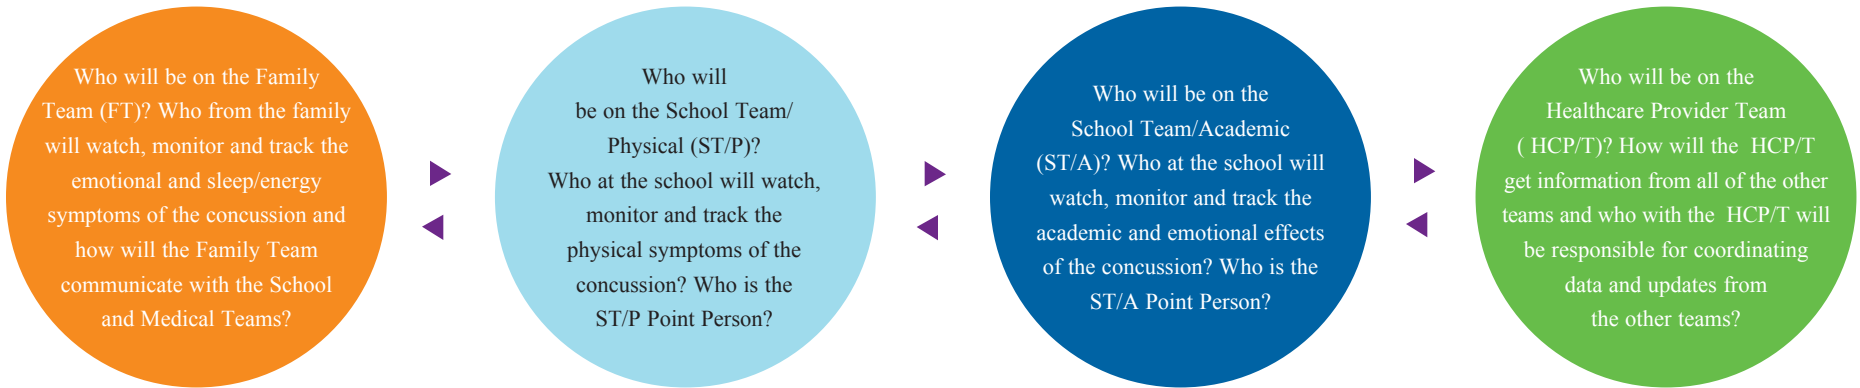 Who will be on the Family
Team (FT)? Who from the family
will watch, monitor and track the
emotional and sleep/energy
symptoms of the concussion and
how will the Family Team
communicate with the School
and Medical Teams?
Who will
be on the School Team/
Physical (ST/P)?
Who at the school will watch,
monitor and track the
physical symptoms of the
concussion? Who is the
ST/P Point Person?
Who will be on the
School Team/Academic
(ST/A)? Who at the school will
watch, monitor and track the
academic and emotional effects
of the concussion? Who is the
ST/A Point Person?
Who will be on the
Healthcare Provider Team
( HCP/T)? How will the  HCP/T
get information from all of the other
teams and who with the  HCP/T will
be responsible for coordinating
data and updates from
the other teams?